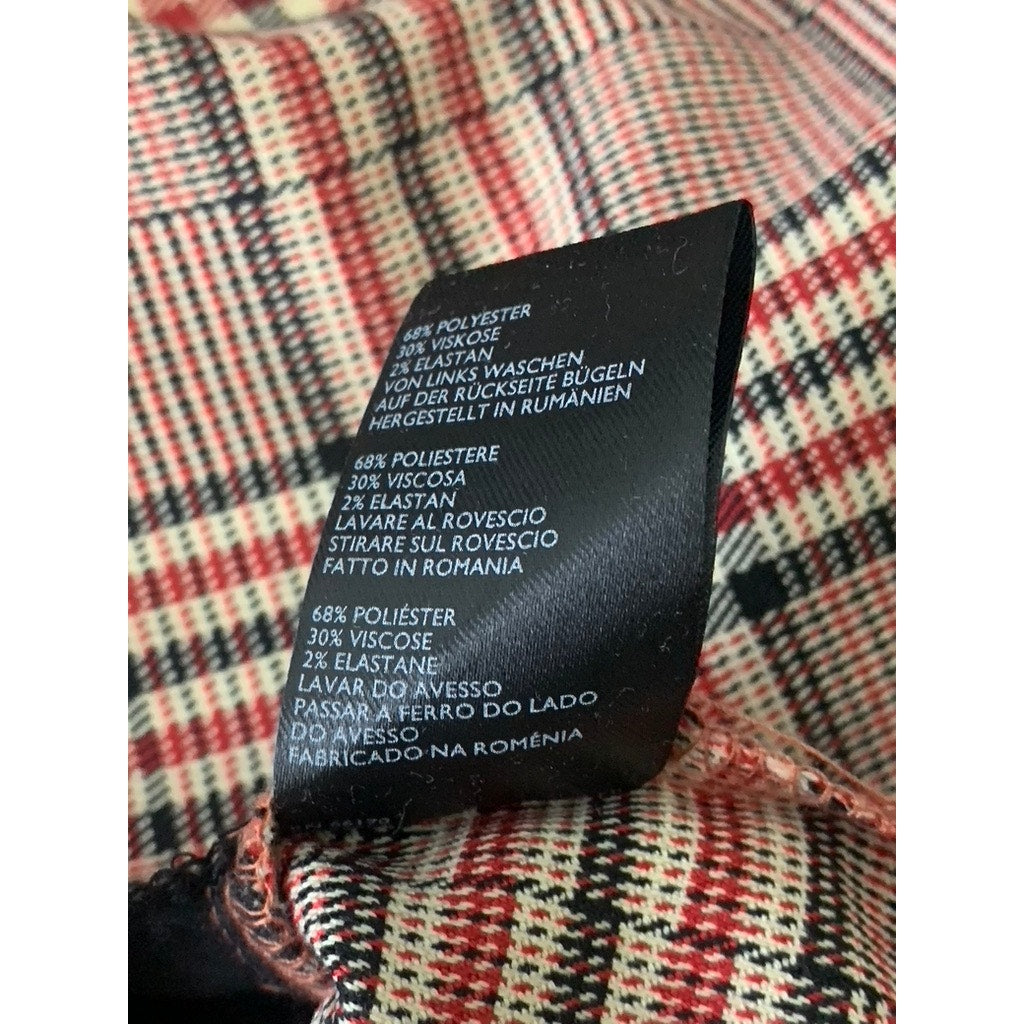 68% POLYESTER
30% VISKOSE
2% ELASTAN
VON LINKS WASCHEN
AUF DER RÜCKSEITE BÜGELN
HERGESTELLT IN RUMÄNIEN
68% POLIESTERE
30% VISCOSA
2% ELASTAN
LAVARE AL ROVESCIO
STIRARE SUL ROVESCIO
FATTO IN ROMANIA
68% POLIÉSTER
30% VISCOSE
2% ELASTANE
LAVAR DO AVESSO
PASSAR A FERRO DO LADO
DO AVESSO
FABRICADO NA ROMÉNIA